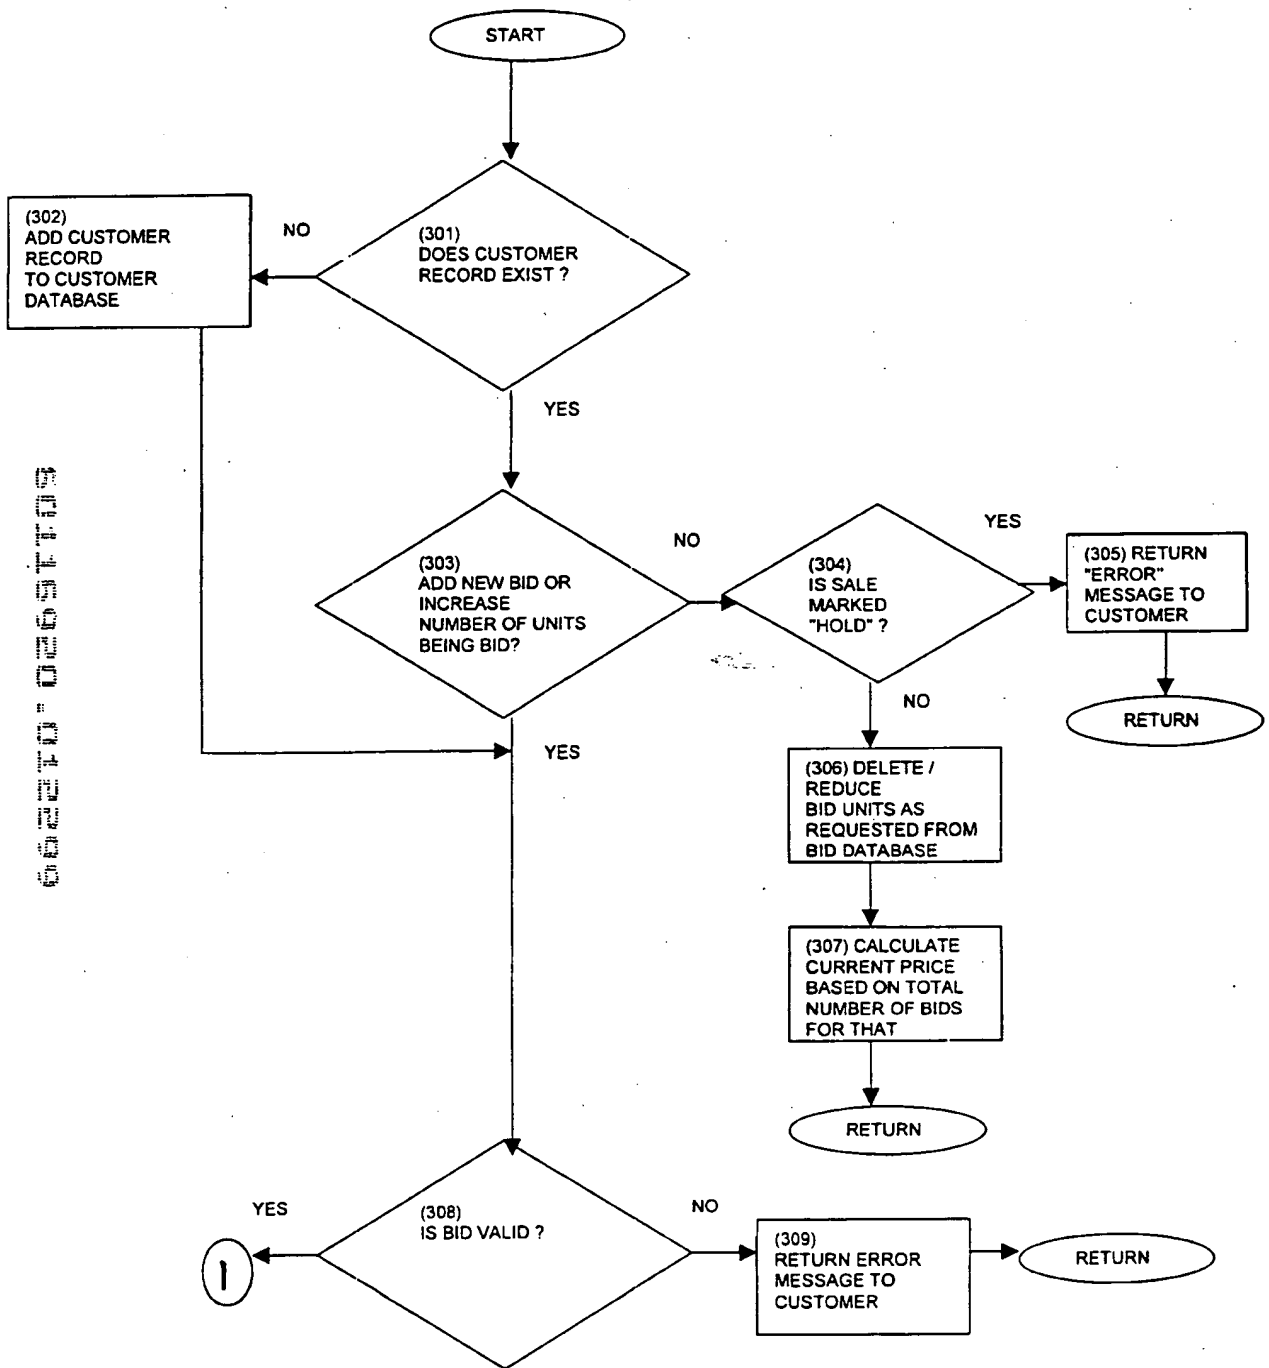 START
(302)
ADD CUSTOMER
RECORD
TO CUSTOMER
DATABASE
NO
(301)
DOES CUSTOMER
RECORD EXIST ?
YES
(303)
ADD NEW BID OR
INCREASE
NUMBER OF UNITS
BEING BID?
NO
(304)
IS SALE
MARKED
"HOLD" ?
YES
(305) RETURN
"ERROR"
MESSAGE TO
CUSTOMER
RETURN
NO
YES
(306) DELETE /
REDUCE
BID UNITS AS
REQUESTED FROM
BID DATABASE
(307) CALCULATE
CURRENT PRICE
BASED ON TOTAL
NUMBER OF BIDS
FOR THAT
RETURN
YES
(308)
IS BID VALID ?
NO
(309)
RETURN ERROR
MESSAGE TO
CUSTOMER
RETURN
1